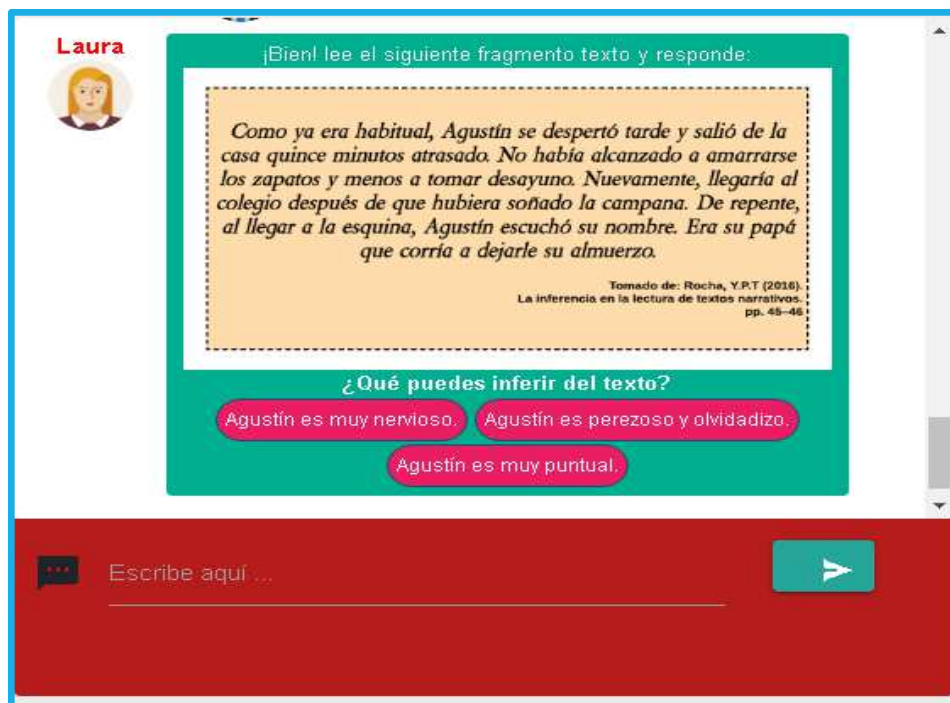 Laura
¡Bien! lee el siguiente fragmento texto y responde:
Como ya era habitual, Agustín se despertó tarde y salió de la
casa quince minutos atrasado. No había alcanzado a amarrarse
los zapatos y menos a tomar desayuno. Nuevamente, llegaría al
colegio después de que hubiera soñado la campana. De repente,
al llegar a la esquina, Agustín escuchó su nombre. Era su papá
que corría a dejarle su almuerzo.
Tomado de: Rocha, Y.P.T (2016).
La inferencia en la lectura de textos narrativos.
pp. 45–46
¿Qué puedes inferir del texto?
Agustín es muy nervioso. Agustín es perezoso y olvidadizo.
Agustín es muy puntual.
Escribe aquí ...